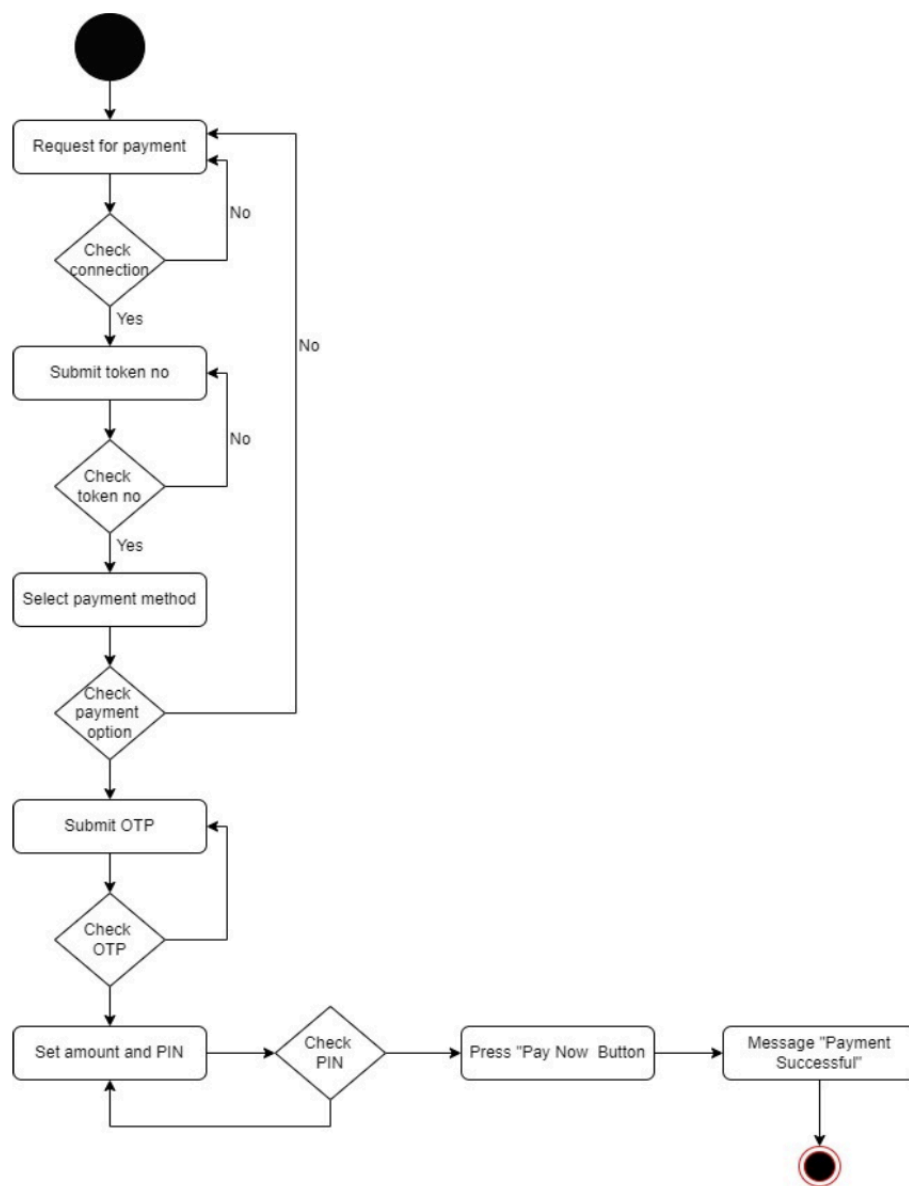 Request for payment
No
Check
connection
Yes
No
Submit token no
No
Check
token no
Yes
Select payment method
Check
payment
option
Submit OTP
Check
OTP
Set amount and PIN
Check
PIN
Press "Pay Now  Button
Message "Payment
Successful"